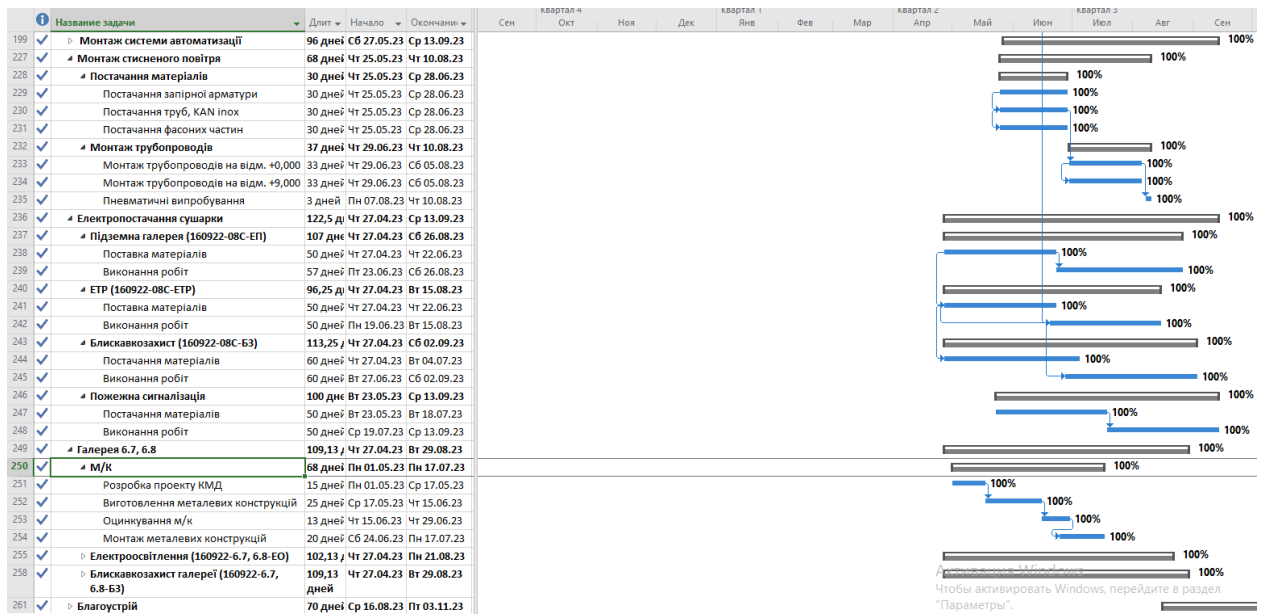 Квартал 4 Квартал 1 Квартал 2 Квартал 3
Название задачи Длит Начало Окончани Сен Окт Ноя Дек Янв Фев Мар Апр Май Июн Июл Авг Сен
199 Монтаж системи автоматизації 96 дней Сб 27.05.23 Ср 13.09.23 100%
227 Монтаж стисненого повітря 68 дней Чт 25.05.23 Чт 10.08.23 100%
228 Постачання матеріалів 30 дней Чт 25.05.23 Ср 28.06.23 100%
229 Постачання запірної арматури 30 дней Чт 25.05.23 Ср 28.06.23 100%
230 Постачання труб, KAN inox 30 дней Чт 25.05.23 Ср 28.06.23 100%
231 Постачання фасоних частин 30 дней Чт 25.05.23 Ср 28.06.23 100%
232 Монтаж трубопроводів 37 дней Чт 29.06.23 Чт 10.08.23 100%
233 Монтаж трубопроводів на відм. +0,000 33 дней Чт 29.06.23 Сб 05.08.23 100%
234 Монтаж трубопроводів на відм. +9,000 33 дней Чт 29.06.23 Сб 05.08.23 100%
235 Пневматичні випробування 3 дней Пн 07.08.23 Чт 10.08.23 100%
236 Електропостачання сушарки 122,5 д Чт 27.04.23 Ср 13.09.23 100%
237 Підземна галерея (160922-08С-ЕП) 107 дне Чт 27.04.23 Сб 26.08.23 100%
238 Поставка матеріалів 50 дней Чт 27.04.23 Чт 22.06.23 100%
239 Виконання робіт 57 дней Пт 23.06.23 Сб 26.08.23 100%
240 ЕТР (160922-08С-ЕТР) 96,25 д Чт 27.04.23 Вт 15.08.23 100%
241 Поставка матеріалів 50 дней Чт 27.04.23 Чт 22.06.23 100%
242 Виконання робіт 50 дней Пн 19.06.23 Вт 15.08.23 100%
243 Блискавкозахист (160922-08С-БЗ) 113,25 Чт 27.04.23 Сб 02.09.23 100%
244 Постачання матеріалів 60 дней Чт 27.04.23 Вт 04.07.23 100%
245 Виконання робіт 60 дней Вт 27.06.23 Сб 02.09.23 100%
246 Пожежна сигналізація 100 дне Вт 23.05.23 Ср 13.09.23 100%
247 Постачання матеріалів 50 дней Вт 23.05.23 Вт 18.07.23 100%
248 Виконання робіт 50 дней Ср 19.07.23 Ср 13.09.23 100%
249 Галерея 6.7, 6.8 109,13 Чт 27.04.23 Вт 29.08.23 100%
250 М/К 68 дней Пн 01.05.23 Пн 17.07.23 100%
251 Розробка проекту КМД 15 дней Пн 01.05.23 Ср 17.05.23 100%
252 Виготовлення металевих конструкцій 25 дней Ср 17.05.23 Чт 15.06.23 100%
253 Оцинкування м/к 13 дней Чт 15.06.23 Чт 29.06.23 100%
254 Монтаж металевих конструкцій 20 дней Сб 24.06.23 Пн 17.07.23 100%
255 Електроосвітлення (160922-6.7, 6.8-ЕО) 102,13 Чт 27.04.23 Пн 21.08.23 100%
258 Блискавкозахист галереї (160922-6.7, 109,13 Чт 27.04.23 Вт 29.08.23 100%
6.8-БЗ) дней
Активация Windows
Чтобы активировать Windows, перейдите в раздел
"Параметры".
261 Благоустрій 70 дней Ср 16.08.23 Пт 03.11.23